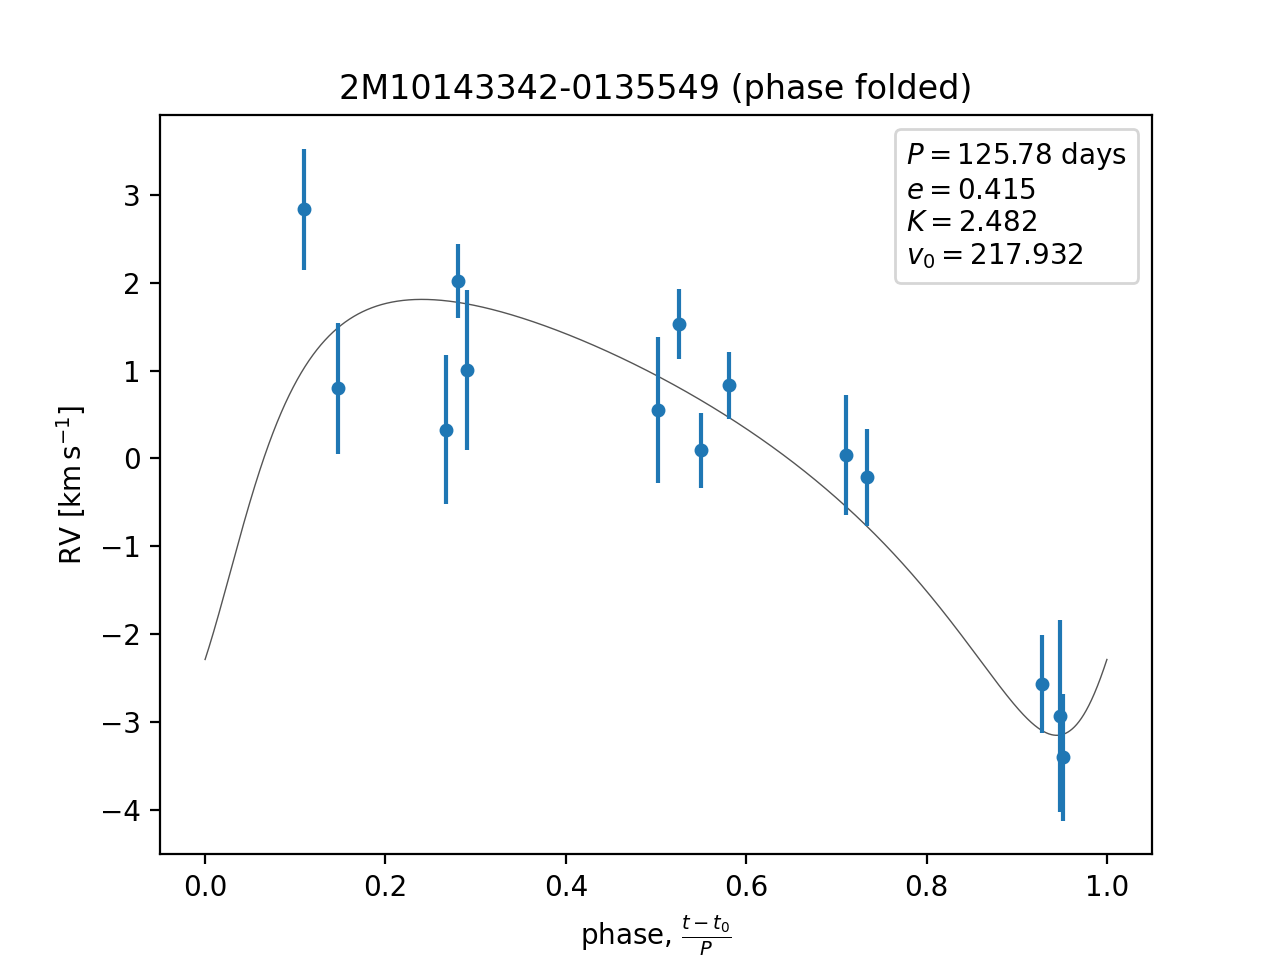 2M10143342-0135549 (phase folded)
P = 125.78 days
e = 0.415
K = 2.482
v₀ = 217.932
RV [km s⁻¹]
3
2
1
0
−1
−2
−3
−4
0.0 0.2 0.4 0.6 0.8 1.0
phase, (t − t₀)/P